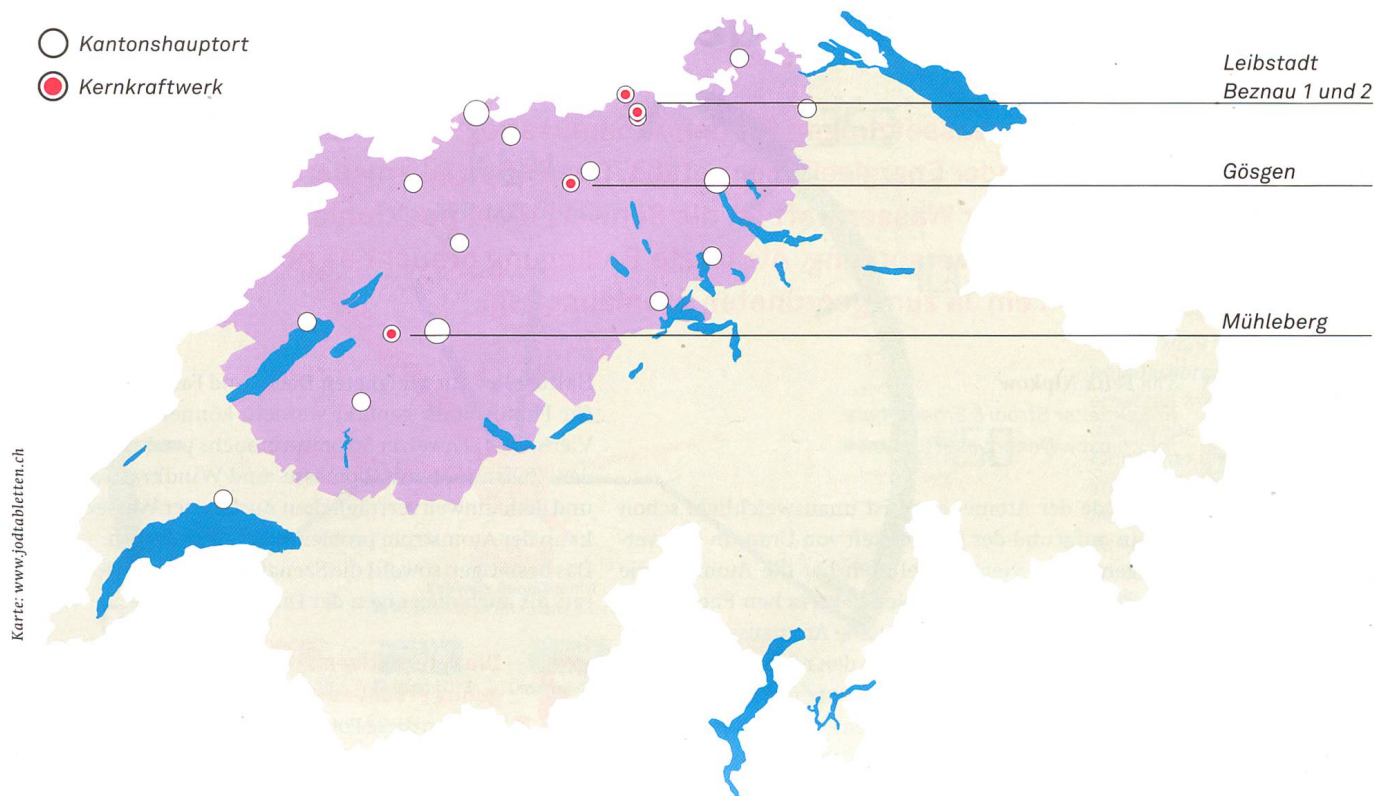 Kantonshauptort
Kernkraftwerk
Leibstadt
Beznau 1 und 2
Gösgen
Mühleberg
Karte: www.jodtabletten.ch